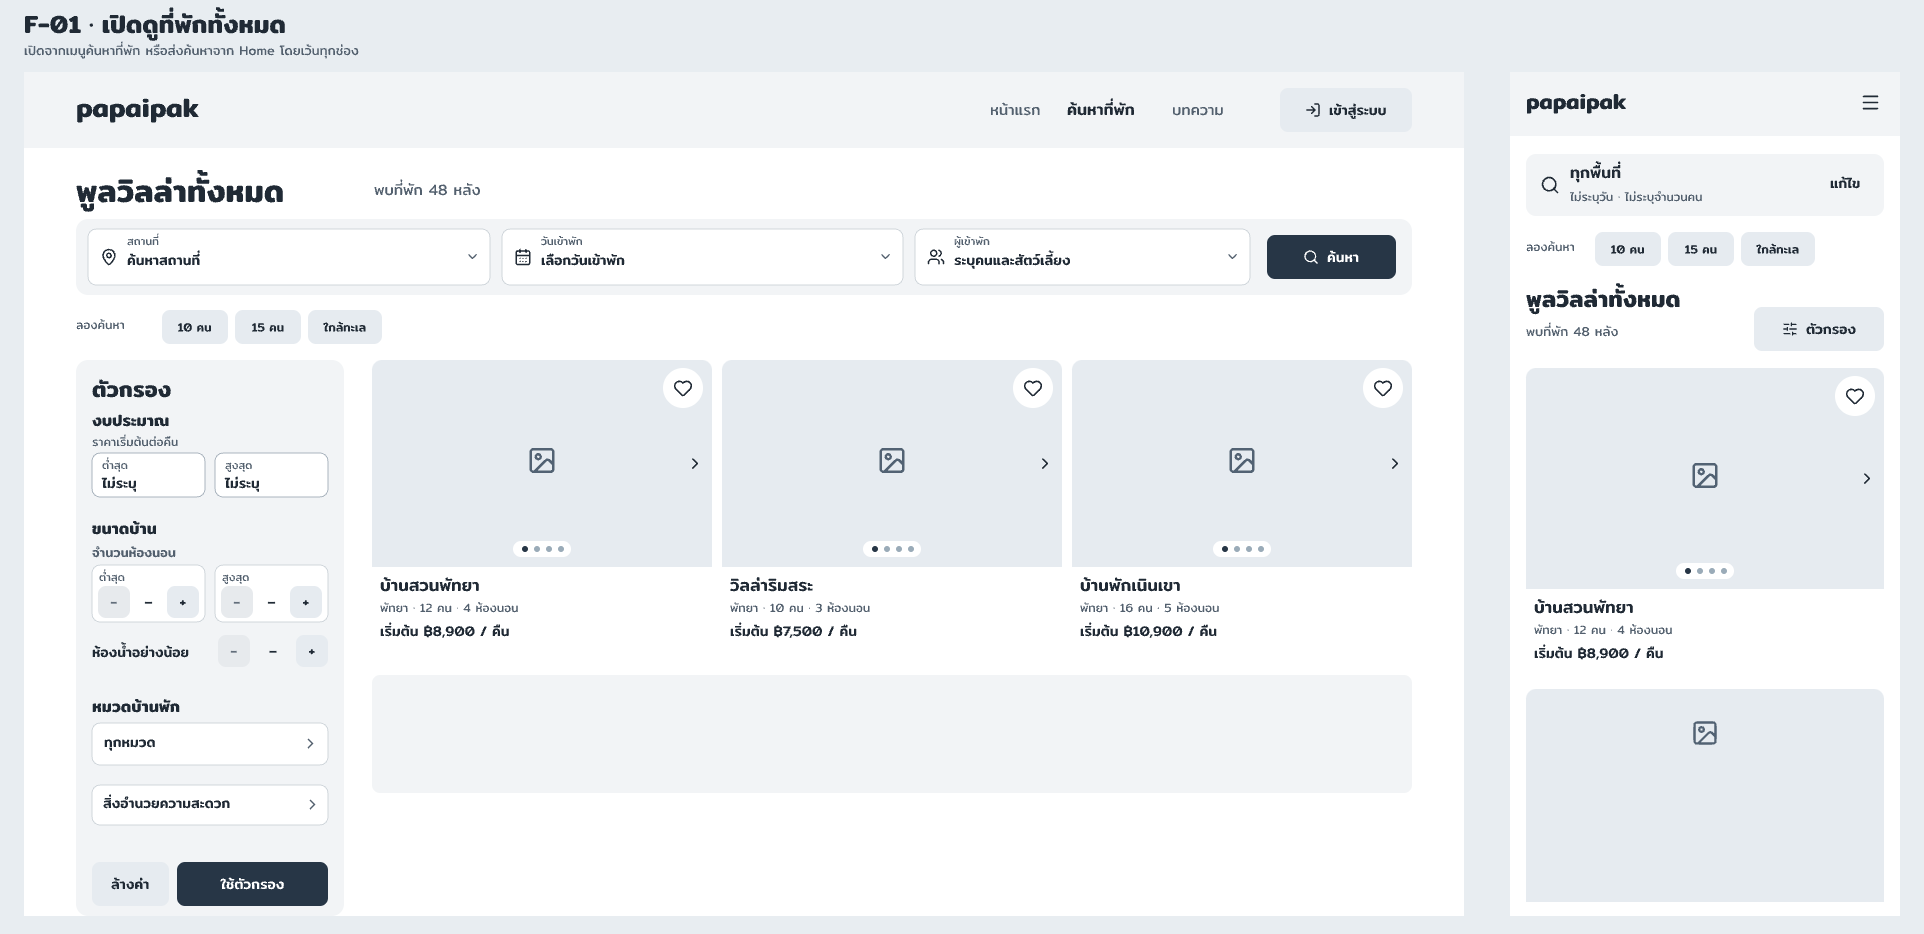 F-01 · เปิดดูที่พักทั้งหมด
เปิดจากเมนูค้นหาที่พัก หรือส่งค้นหาจาก Home โดยเว้นทุกช่อง
papaipak
หน้าแรก
ค้นหาที่พัก
บทความ
เข้าสู่ระบบ
พูลวิลล่าทั้งหมด
พบที่พัก 48 หลัง
สถานที่
ค้นหาสถานที่
วันเข้าพัก
เลือกวันเข้าพัก
ผู้เข้าพัก
ระบุคนและสัตว์เลี้ยง
ค้นหา
ลองค้นหา
10 คน
15 คน
ใกล้ทะเล
ตัวกรอง
งบประมาณ
ราคาเริ่มต้นต่อคืน
ต่ำสุด
ไม่ระบุ
สูงสุด
ไม่ระบุ
ขนาดบ้าน
จำนวนห้องนอน
ต่ำสุด
− – +
สูงสุด
− – +
ห้องน้ำอย่างน้อย − – +
หมวดบ้านพัก
ทุกหมวด
สิ่งอำนวยความสะดวก
ล้างค่า
ใช้ตัวกรอง
บ้านสวนพัทยา
พัทยา · 12 คน · 4 ห้องนอน
เริ่มต้น ฿8,900 / คืน
วิลล่าริมสระ
พัทยา · 10 คน · 3 ห้องนอน
เริ่มต้น ฿7,500 / คืน
บ้านพักเนินเขา
พัทยา · 16 คน · 5 ห้องนอน
เริ่มต้น ฿10,900 / คืน
papaipak
ทุกพื้นที่
ไม่ระบุวัน · ไม่ระบุจำนวนคน
แก้ไข
ลองค้นหา
10 คน
15 คน
ใกล้ทะเล
พูลวิลล่าทั้งหมด
พบที่พัก 48 หลัง
ตัวกรอง
บ้านสวนพัทยา
พัทยา · 12 คน · 4 ห้องนอน
เริ่มต้น ฿8,900 / คืน